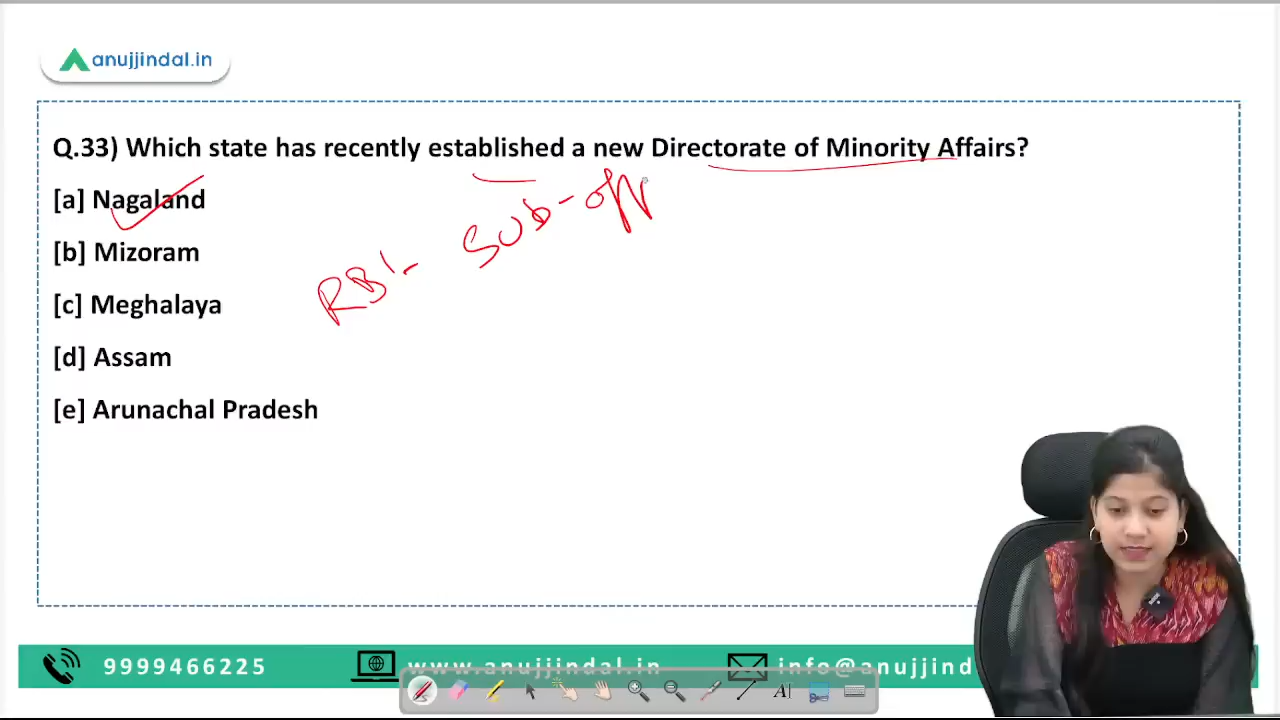 anujjindal.in
Q.33) Which state has recently established a new Directorate of Minority Affairs?
[a] Nagaland
[b] Mizoram
[c] Meghalaya
[d] Assam
[e] Arunachal Pradesh
RBI- Sub-off
9999466225
www.anujjindal.in
info@anujjind
A